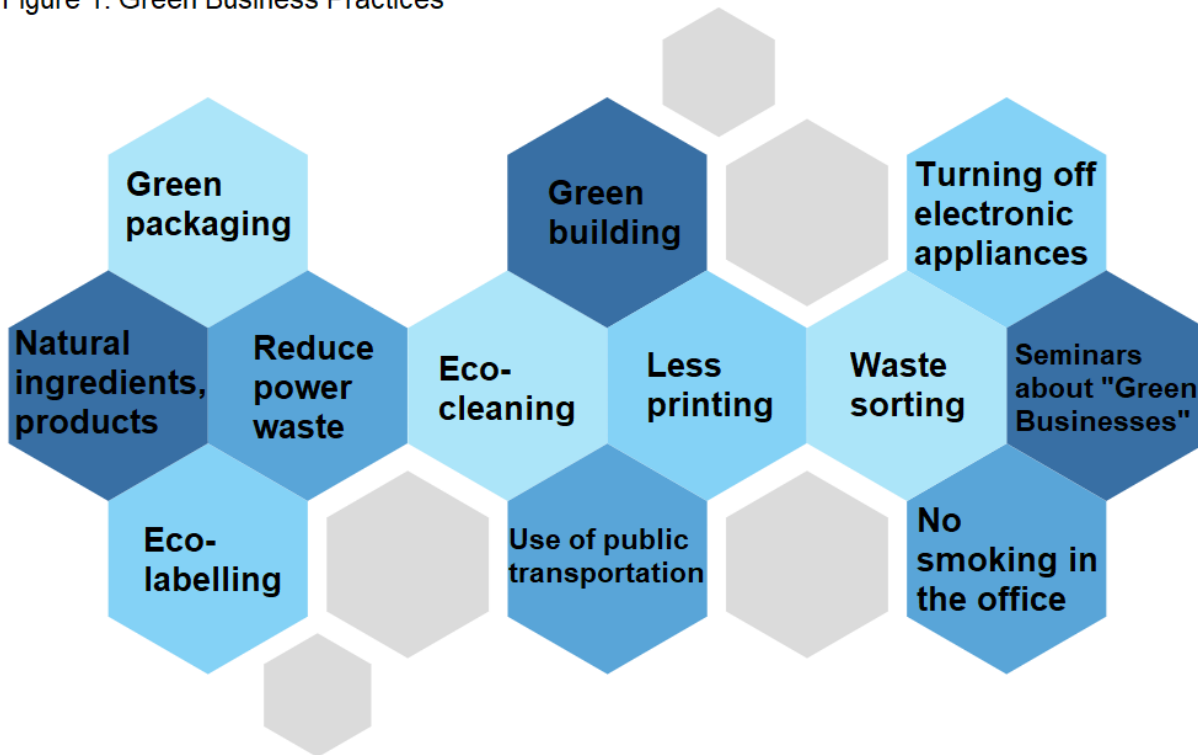 Figure 1. Green Business Practices
Green
packaging
Green
building
Turning off
electronic
appliances
Natural
ingredients,
products
Reduce
power
waste
Eco-
cleaning
Less
printing
Waste
sorting
Seminars
about "Green
Businesses"
Eco-
labelling
Use of public
transportation
No
smoking in
the office